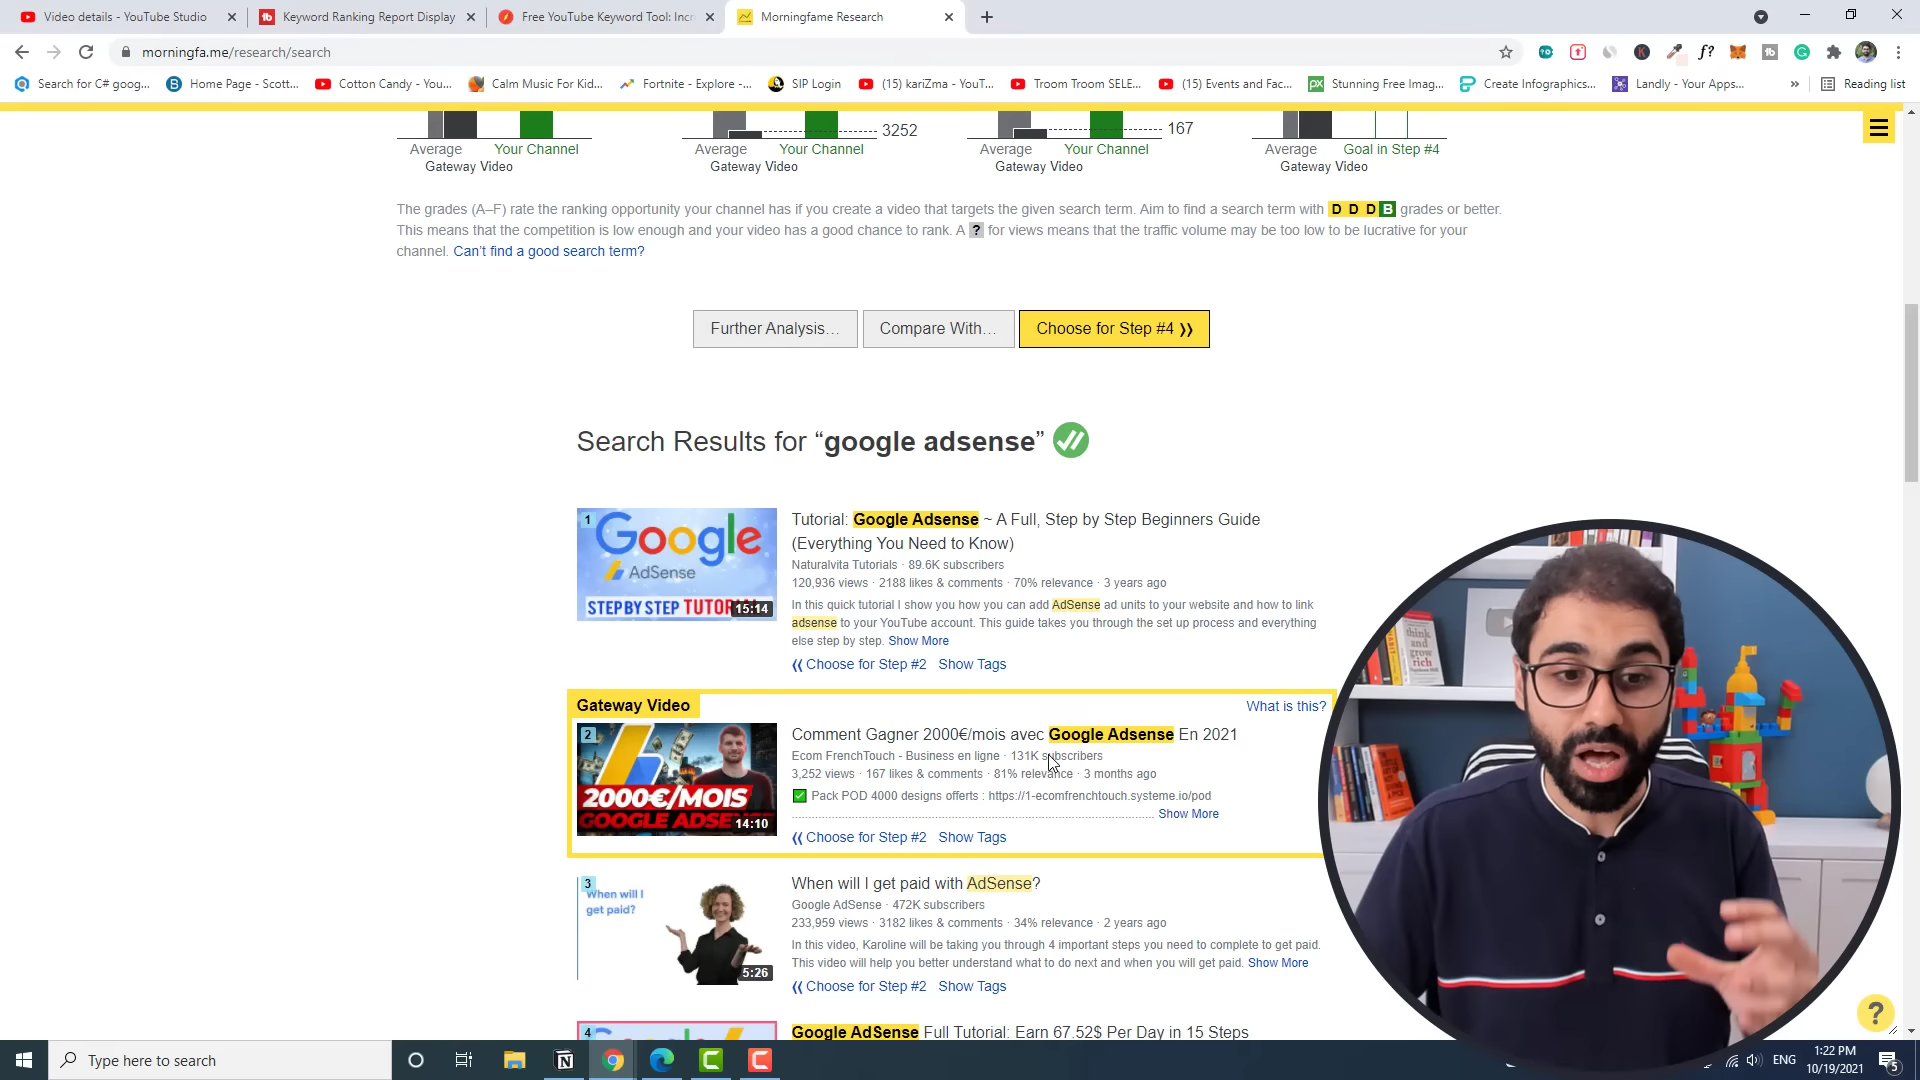 Video details - YouTube Studio
Keyword Ranking Report Display
Free YouTube Keyword Tool: Incr
Morningfame Research
morningfa.me/research/search
Search for C# goog...
Home Page - Scott...
Cotton Candy - You...
Calm Music For Kid...
Fortnite - Explore -...
SIP Login
(15) kariZma - YouT...
Troom Troom SELE...
(15) Events and Fac...
Stunning Free Imag...
Create Infographics...
Landly - Your Apps...
»
Reading list
3252
167
Average
Your Channel
Average
Your Channel
Average
Your Channel
Average
Goal in Step #4
Gateway Video
Gateway Video
Gateway Video
Gateway Video
The grades (A–F) rate the ranking opportunity your channel has if you create a video that targets the given search term. Aim to find a search term with D D D B grades or better.
This means that the competition is low enough and your video has a good chance to rank. A ? for views means that the traffic volume may be too low to be lucrative for your
channel. Can't find a good search term?
Further Analysis…
Compare With…
Choose for Step #4 ⟩⟩
Search Results for “google adsense”
1
Google
AdSense
STEP BY STEP TUTOR
15:14
Tutorial: Google Adsense ~ A Full, Step by Step Beginners Guide
(Everything You Need to Know)
Naturalvita Tutorials · 89.6K subscribers
120,936 views · 2188 likes & comments · 70% relevance · 3 years ago
In this quick tutorial I show you how you can add AdSense ad units to your website and how to link
adsense to your YouTube account. This guide takes you through the set up process and everything
else step by step. Show More
⟨⟨ Choose for Step #2 Show Tags
Gateway Video
What is this?
2
2000€/MOIS
GOOGLE ADSE
14:10
Comment Gagner 2000€/mois avec Google Adsense En 2021
Ecom FrenchTouch - Business en ligne · 131K subscribers
3,252 views · 167 likes & comments · 81% relevance · 3 months ago
✅ Pack POD 4000 designs offerts : https://1-ecomfrenchtouch.systeme.io/pod
Show More
⟨⟨ Choose for Step #2 Show Tags
3
When will I
get paid?
5:26
When will I get paid with AdSense?
Google AdSense · 472K subscribers
233,959 views · 3182 likes & comments · 34% relevance · 2 years ago
In this video, Karoline will be taking you through 4 important steps you need to complete to get paid.
This video will help you better understand what to do next and when you will get paid. Show More
⟨⟨ Choose for Step #2 Show Tags
4
Google AdSense Full Tutorial: Earn 67.52$ Per Day in 15 Steps
think
and
grow
rich
?
Type here to search
ENG
1:22 PM
10/19/2021
5